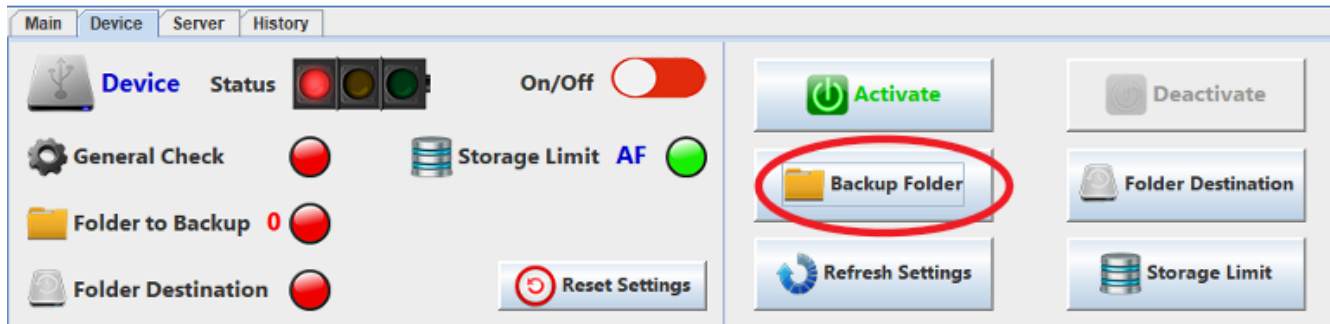 Main Device Server History
Device Status On/Off
General Check Storage Limit AF
Folder to Backup 0
Folder Destination Reset Settings
Activate Deactivate
Backup Folder Folder Destination
Refresh Settings Storage Limit